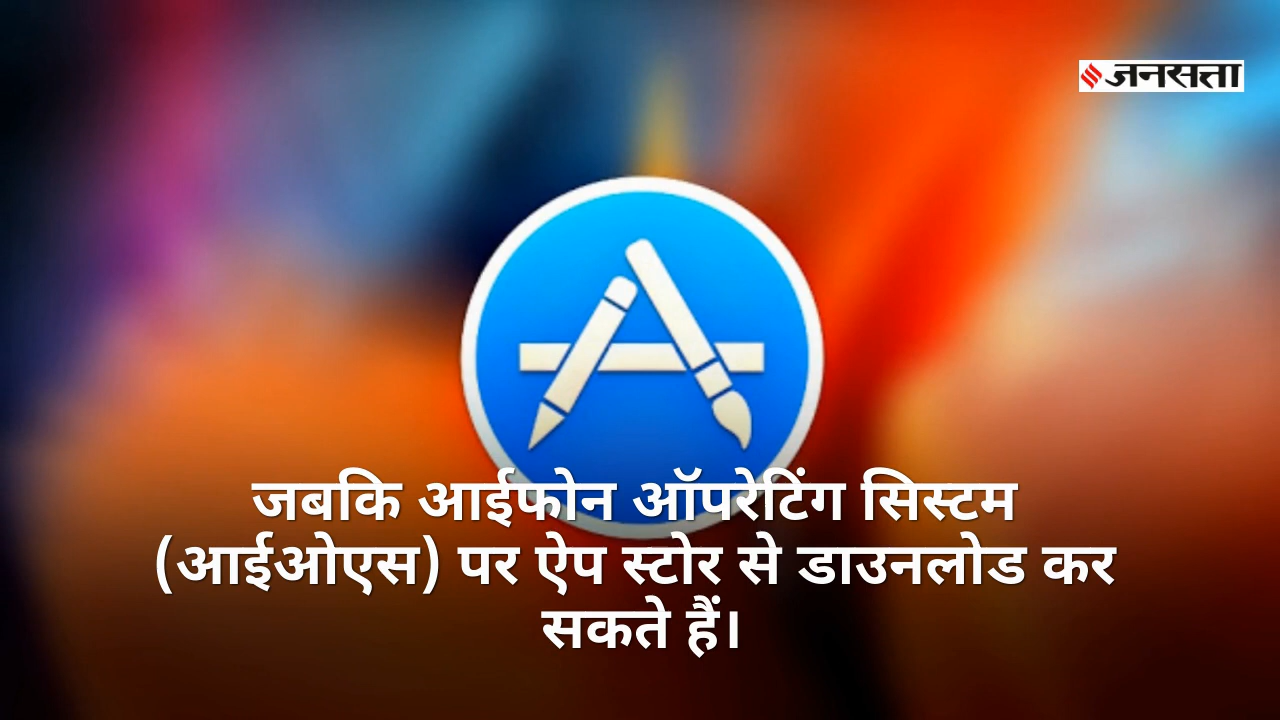 जनसत्ता
जबकि आईफोन ऑपरेटिंग सिस्टम
(आईओएस) पर ऐप स्टोर से डाउनलोड कर
सकते हैं।